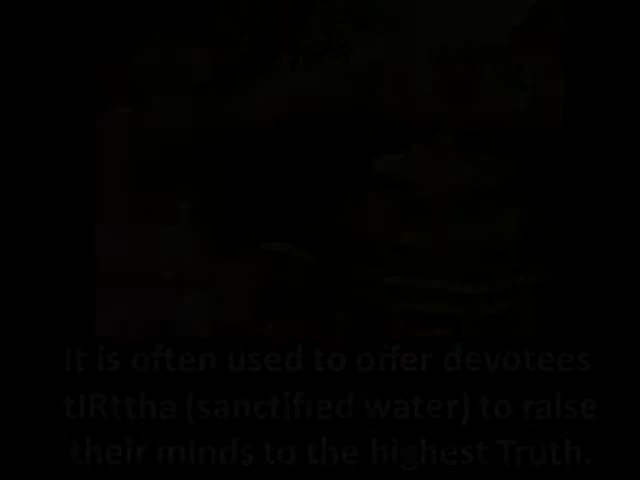 It is often used to offer devotees
tIRttha (sanctified water) to raise
their minds to the highest Truth.